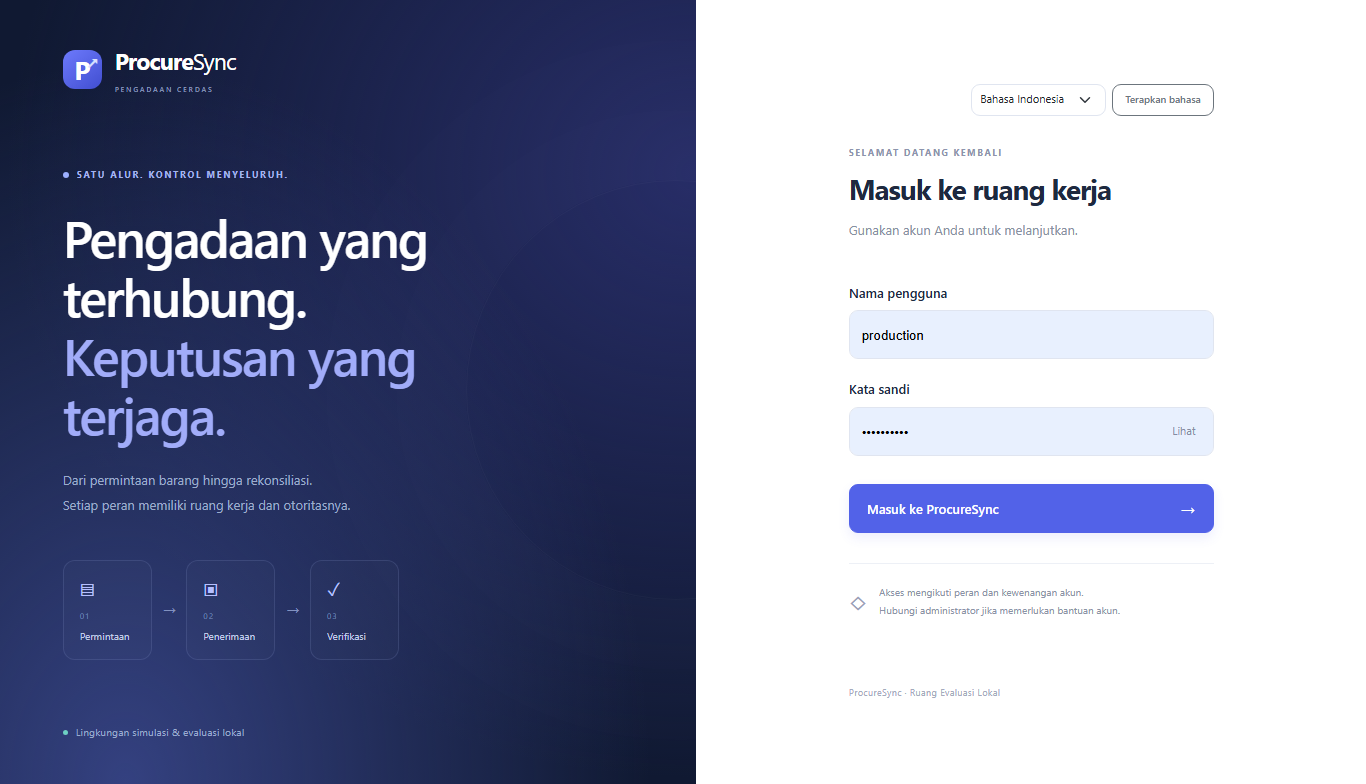 ProcureSync
PENGADAAN CERDAS
SATU ALUR. KONTROL MENYELURUH.
Pengadaan yang
terhubung.
Keputusan yang
terjaga.
Dari permintaan barang hingga rekonsiliasi.
Setiap peran memiliki ruang kerja dan otoritasnya.
01
Permintaan
→
02
Penerimaan
→
03
Verifikasi
Lingkungan simulasi & evaluasi lokal
Bahasa Indonesia
Terapkan bahasa
SELAMAT DATANG KEMBALI
Masuk ke ruang kerja
Gunakan akun Anda untuk melanjutkan.
Nama pengguna
production
Kata sandi
••••••••••
Lihat
Masuk ke ProcureSync →
Akses mengikuti peran dan kewenangan akun.
Hubungi administrator jika memerlukan bantuan akun.
ProcureSync · Ruang Evaluasi Lokal